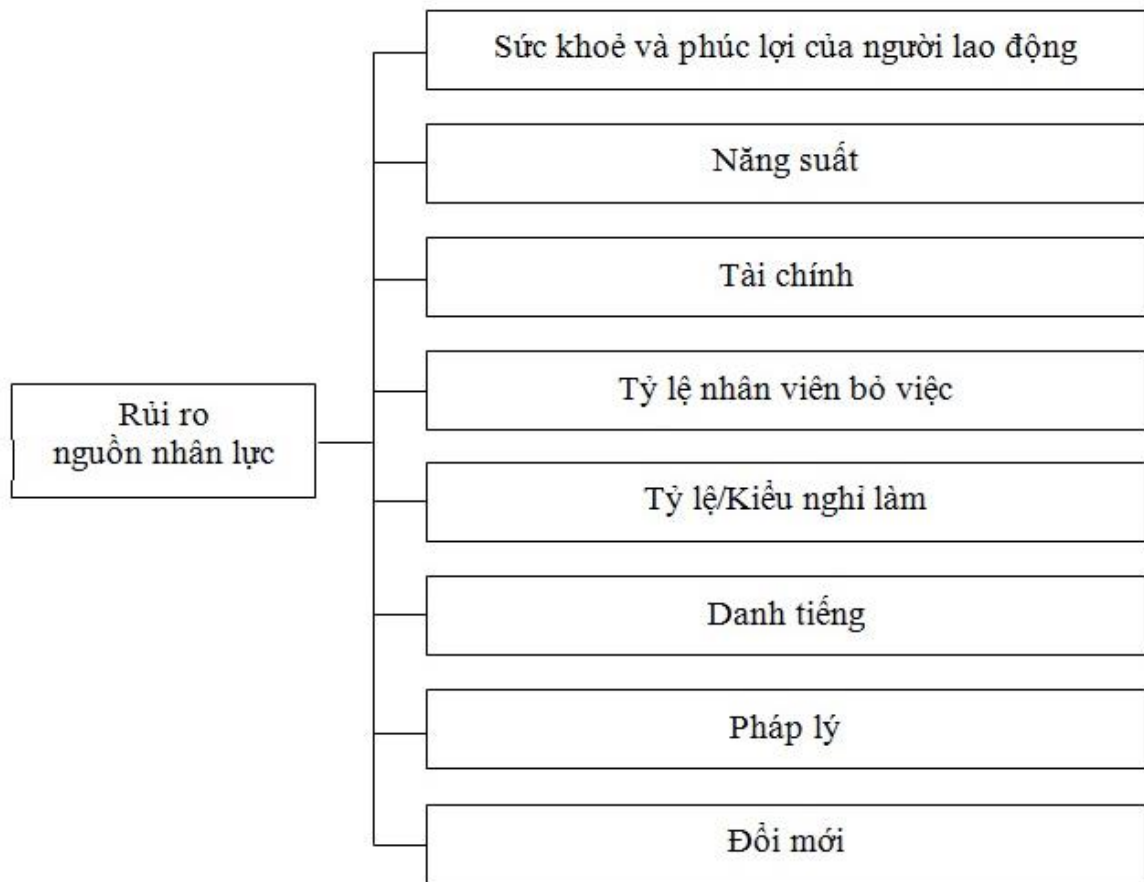 Sức khoẻ và phúc lợi của người lao động
Năng suất
Tài chính
Tỷ lệ nhân viên bỏ việc
Rủi ro
nguồn nhân lực
Tỷ lệ/Kiểu nghỉ làm
Danh tiếng
Pháp lý
Đổi mới